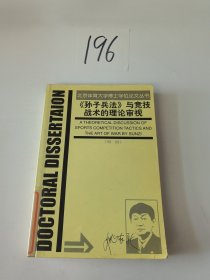 196
北京体育大学博士学位论文丛书
《孙子兵法》与竞技
战术的理论审视
A THEORETICAL DISCUSSION OF
SPORTS COMPETITION TACTICS AND
THE ART OF WAR BY SUNZI
DOCTORAL DISSERTAION